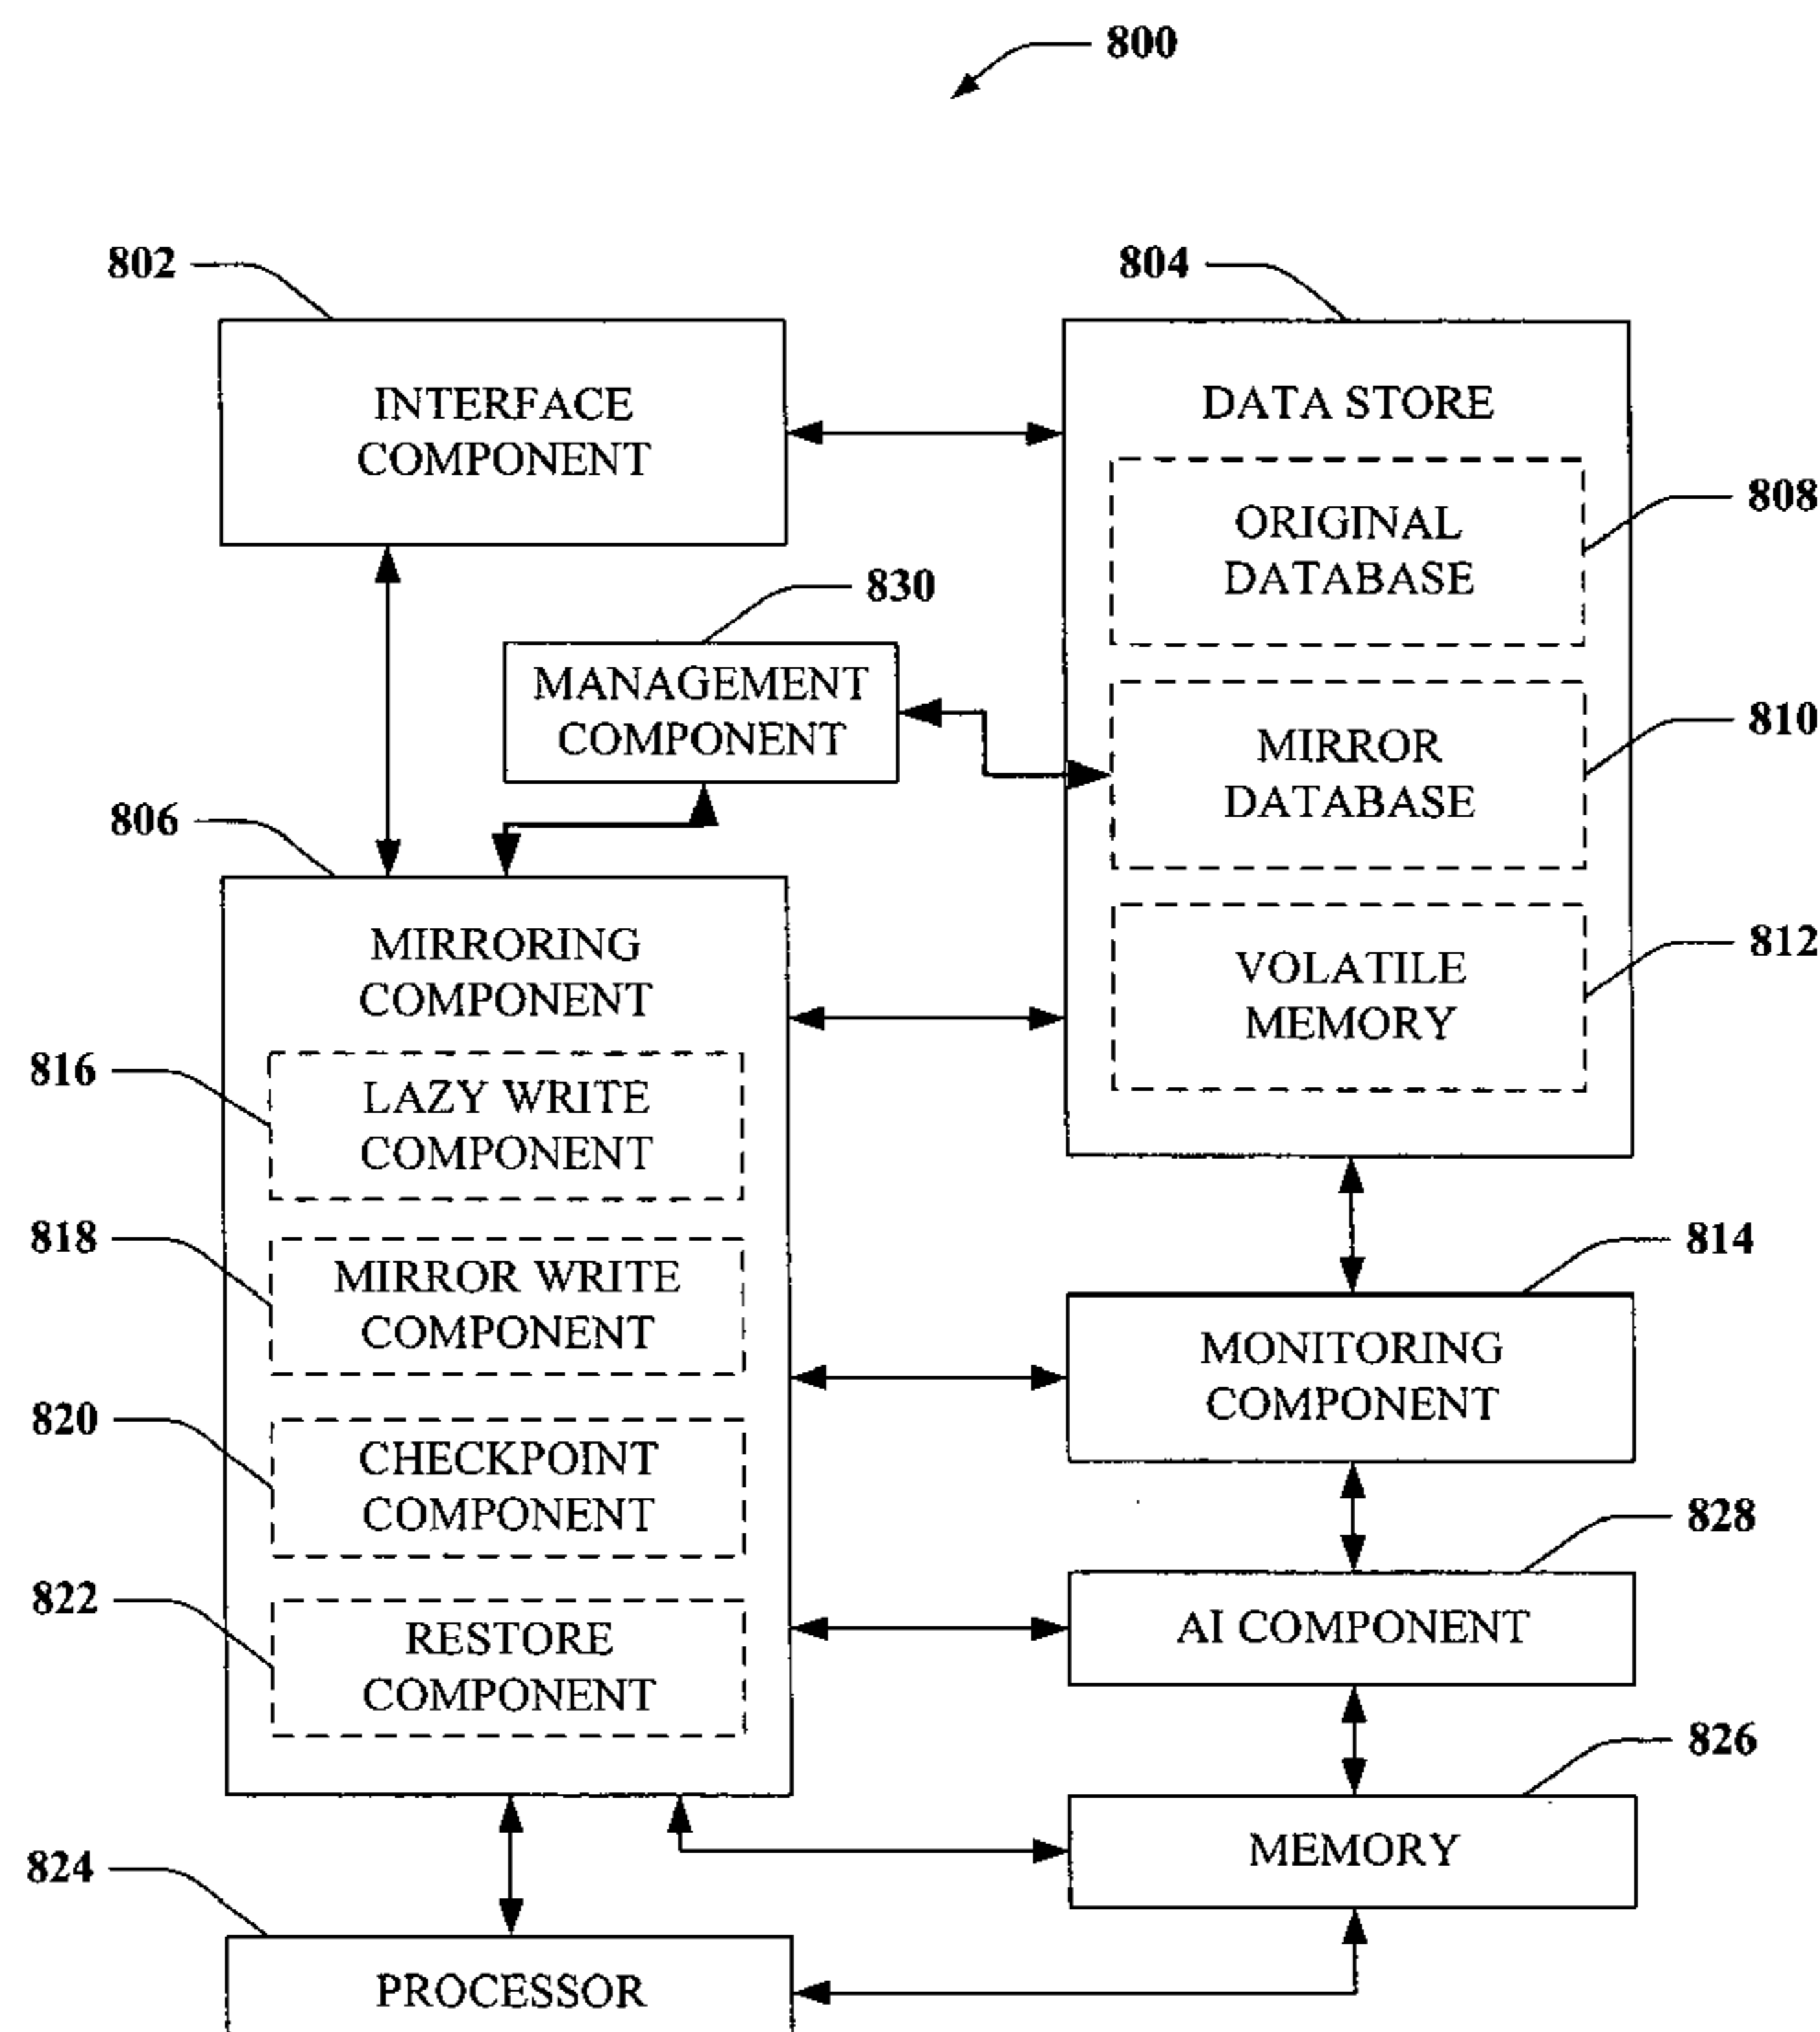 800
802
804
INTERFACE
COMPONENT
DATA STORE
ORIGINAL
DATABASE
808
830
MANAGEMENT
COMPONENT
MIRROR
DATABASE
810
806
MIRRORING
COMPONENT
VOLATILE
MEMORY
812
816
LAZY WRITE
COMPONENT
818
MIRROR WRITE
COMPONENT
814
MONITORING
COMPONENT
820
CHECKPOINT
COMPONENT
828
AI COMPONENT
822
RESTORE
COMPONENT
826
MEMORY
824
PROCESSOR